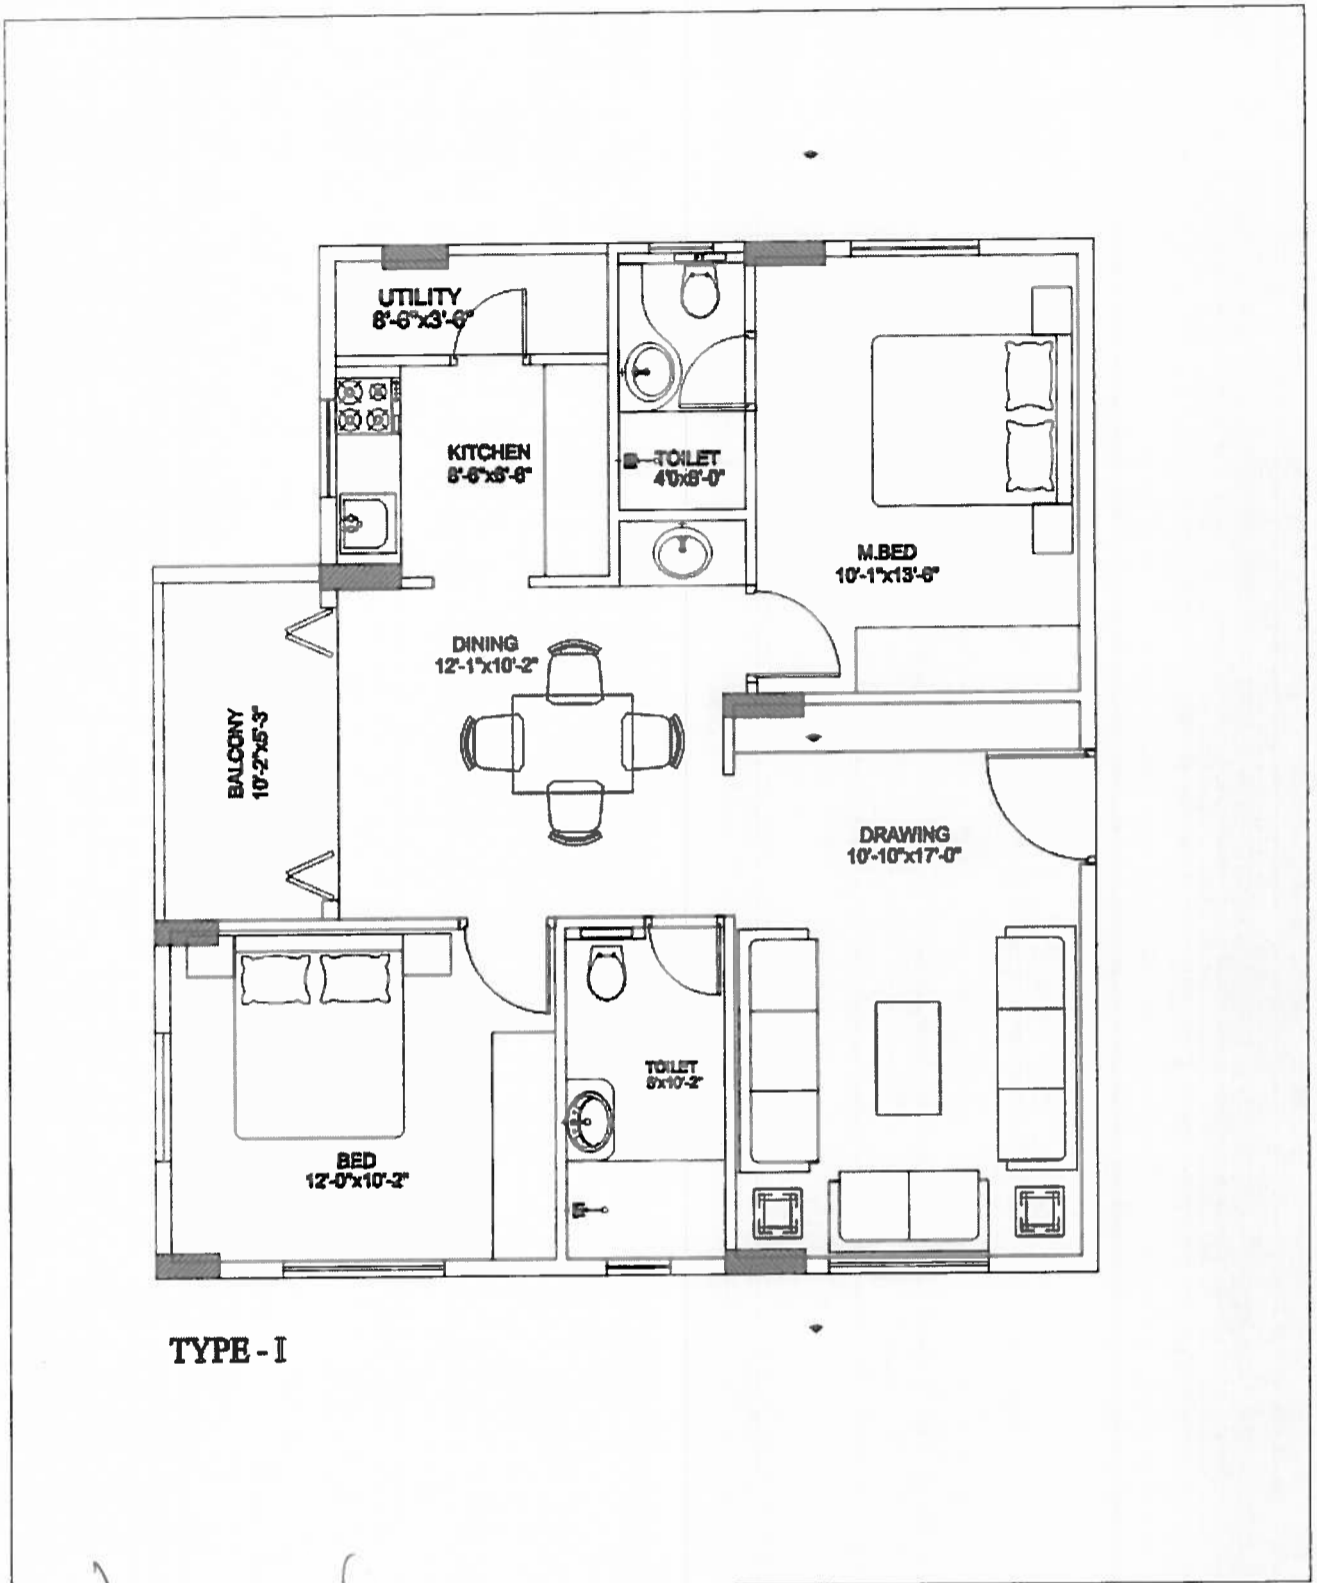 UTILITY
8'-6"x3'-6"
KITCHEN
8'-6"x6'-6"
TOILET
4'0x8'-0"
M.BED
10'-1"x13'-6"
DINING
12'-1"x10'-2"
BALCONY
10'-2"x5'-3"
DRAWING
10'-10"x17'-0"
TOILET
5'x10'-2"
BED
12'-0"x10'-2"
TYPE - I